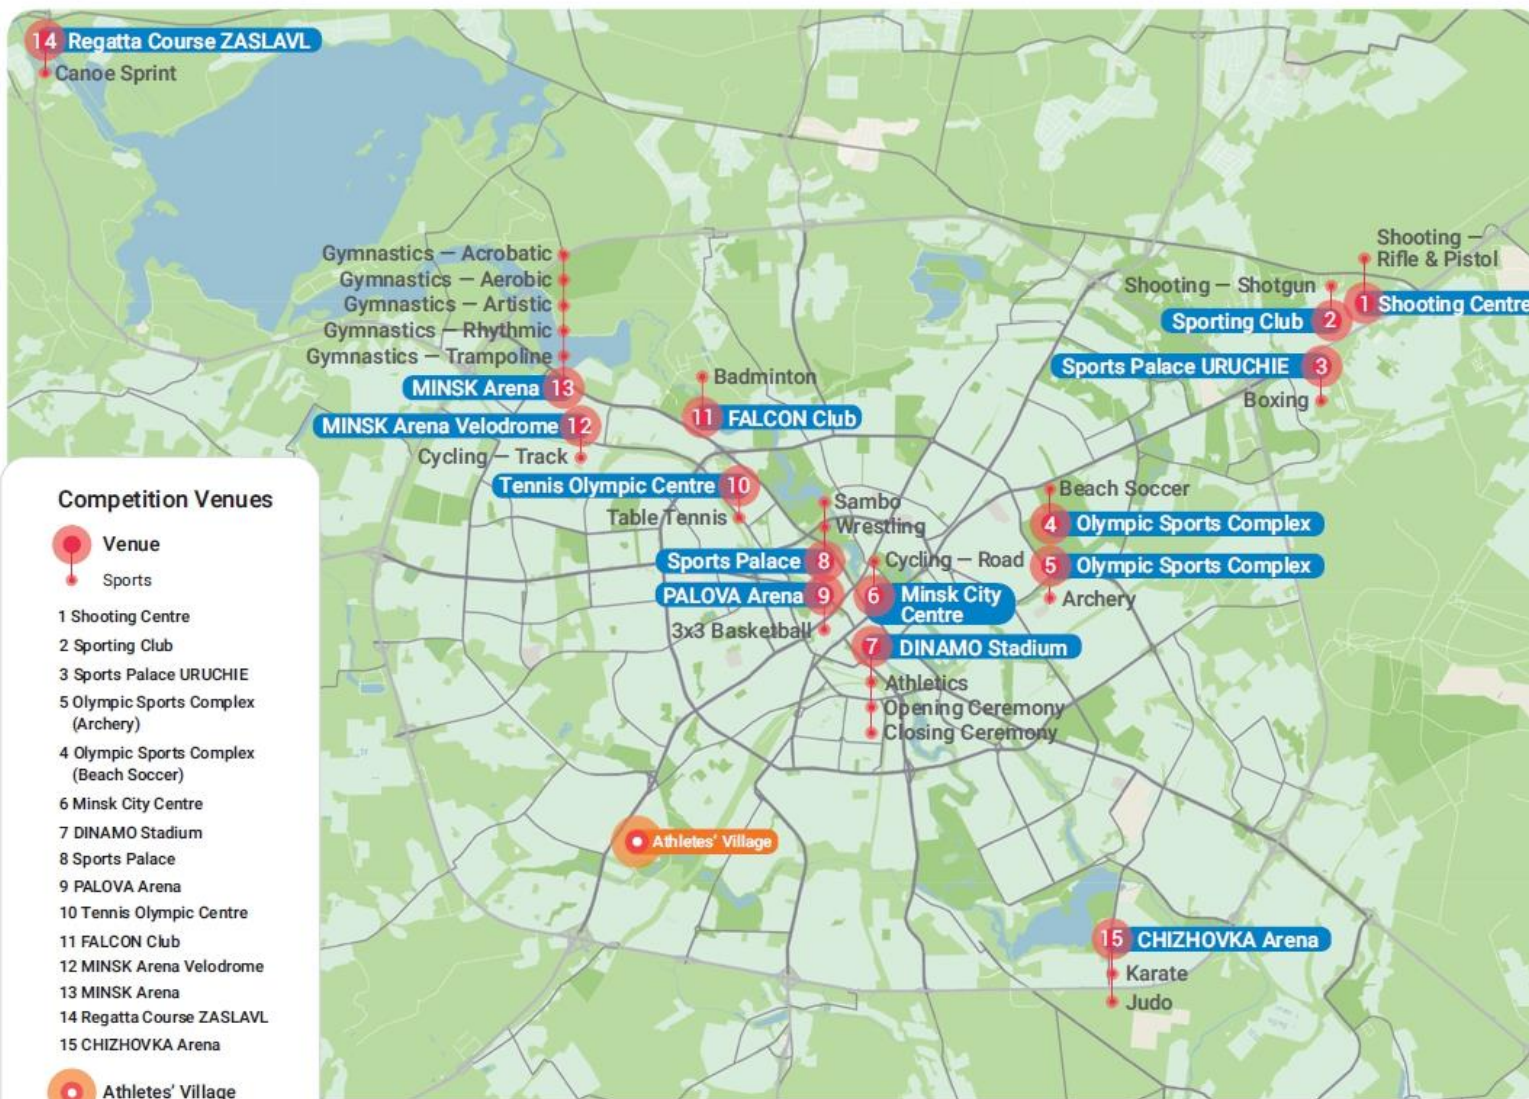 14 Regatta Course ZASLAVL
Canoe Sprint
Gymnastics — Acrobatic
Gymnastics — Aerobic
Gymnastics — Artistic
Gymnastics — Rhythmic
Gymnastics — Trampoline
MINSK Arena 13
MINSK Arena Velodrome 12
Cycling — Track
Badminton
11 FALCON Club
Tennis Olympic Centre 10
Table Tennis
Sambo
Wrestling
Sports Palace 8
PALOVA Arena 9
3x3 Basketball
Cycling — Road
6 Minsk City
Centre
7 DINAMO Stadium
Athletics
Opening Ceremony
Closing Ceremony
Shooting —
Rifle & Pistol
1 Shooting Centre
Shooting — Shotgun
Sporting Club 2
Sports Palace URUCHIE 3
Boxing
Beach Soccer
4 Olympic Sports Complex
5 Olympic Sports Complex
Archery
Athletes' Village
15 CHIZHOVKA Arena
Karate
Judo
Competition Venues
Venue
Sports
1 Shooting Centre
2 Sporting Club
3 Sports Palace URUCHIE
5 Olympic Sports Complex
(Archery)
4 Olympic Sports Complex
(Beach Soccer)
6 Minsk City Centre
7 DINAMO Stadium
8 Sports Palace
9 PALOVA Arena
10 Tennis Olympic Centre
11 FALCON Club
12 MINSK Arena Velodrome
13 MINSK Arena
14 Regatta Course ZASLAVL
15 CHIZHOVKA Arena
Athletes' Village